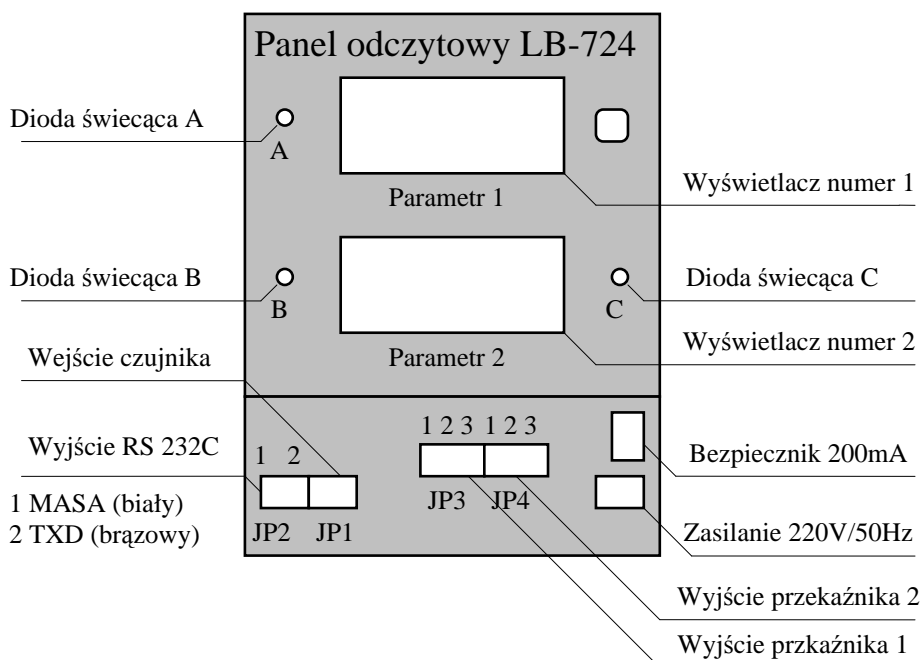 Panel odczytowy LB-724
Dioda świecąca A
A
Parametr 1
Wyświetlacz numer 1
Dioda świecąca B
B
Dioda świecąca C
C
Parametr 2
Wyświetlacz numer 2
Wejście czujnika
Wyjście RS 232C
1 2
1 2 3 1 2 3
Bezpiecznik 200mA
1 MASA (biały)
2 TXD (brązowy)
JP2 JP1
JP3 JP4
Zasilanie 220V/50Hz
Wyjście przekaźnika 2
Wyjście przkaźnika 1